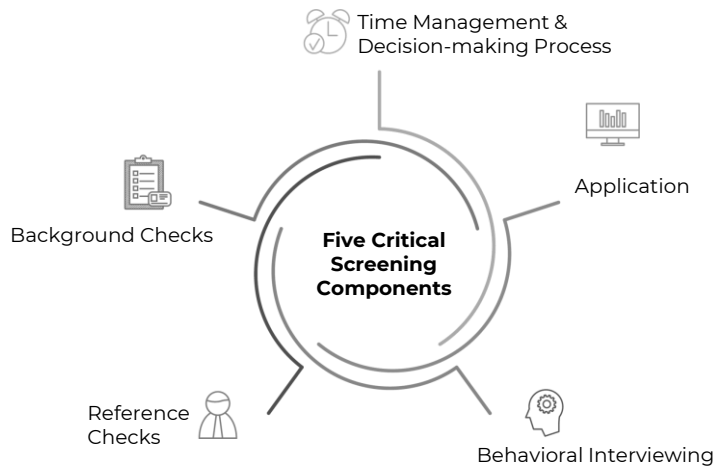 Time Management &
Decision-making Process
Application
Background Checks
Five Critical
Screening
Components
Reference
Checks
Behavioral Interviewing